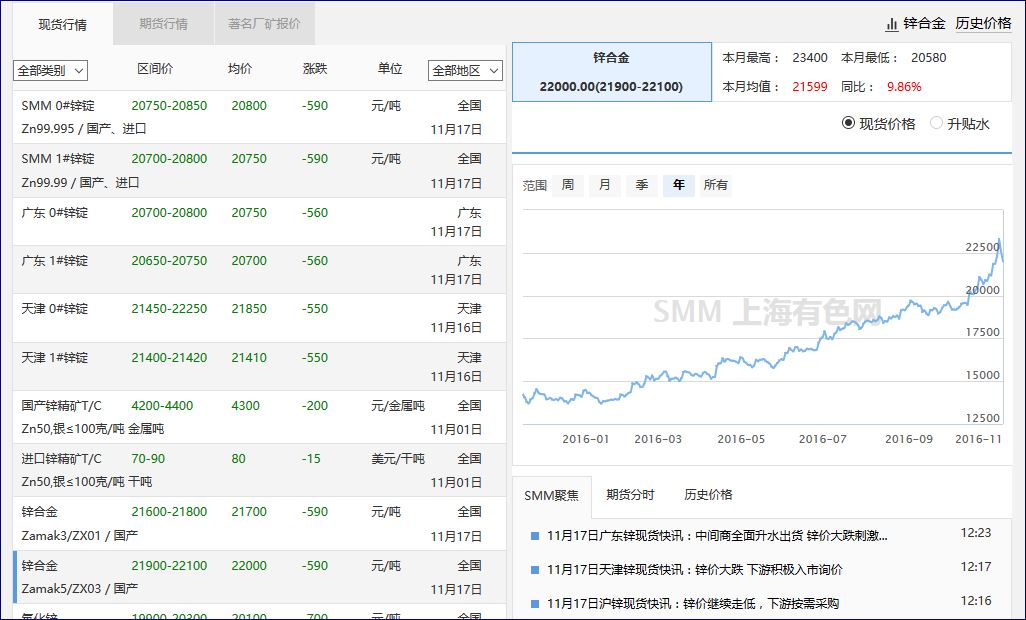 现货行情 期货行情 著名厂矿报价
全部类别 区间价 均价 涨跌 单位 全部地区
SMM 0#锌锭 20750-20850 20800 -590 元/吨 全国
Zn99.995 / 国产、进口 11月17日
SMM 1#锌锭 20700-20800 20750 -590 元/吨 全国
Zn99.99 / 国产、进口 11月17日
广东 0#锌锭 20700-20800 20750 -560 广东
11月17日
广东 1#锌锭 20650-20750 20700 -560 广东
11月17日
天津 0#锌锭 21450-22250 21850 -550 天津
11月16日
天津 1#锌锭 21400-21420 21410 -550 天津
11月16日
国产锌精矿T/C 4200-4400 4300 -200 元/金属吨 全国
Zn50,银≤100克/吨 金属吨 11月01日
进口锌精矿T/C 70-90 80 -15 美元/干吨 全国
Zn50,银≤100克/吨 干吨 11月01日
锌合金 21600-21800 21700 -590 元/吨 全国
Zamak3/ZX01 / 国产 11月17日
锌合金 21900-22100 22000 -590 元/吨 全国
Zamak5/ZX03 / 国产 11月17日
氧化锌 19900-20300 20100 -700 元/吨 全国
锌合金 历史价格
锌合金
22000.00(21900-22100)
本月最高： 23400 本月最低： 20580
本月均值： 21599 同比： 9.86%
现货价格 升贴水
范围 周 月 季 年 所有
22500
20000
SMM 上海有色网
17500
15000
12500
2016-01 2016-03 2016-05 2016-07 2016-09 2016-11
SMM聚焦 期货分时 历史价格
11月17日广东锌现货快讯：中间商全面升水出货 锌价大跌刺激... 12:23
11月17日天津锌现货快讯：锌价大跌 下游积极入市询价 12:17
11月17日沪锌现货快讯：锌价继续走低，下游按需采购 12:16